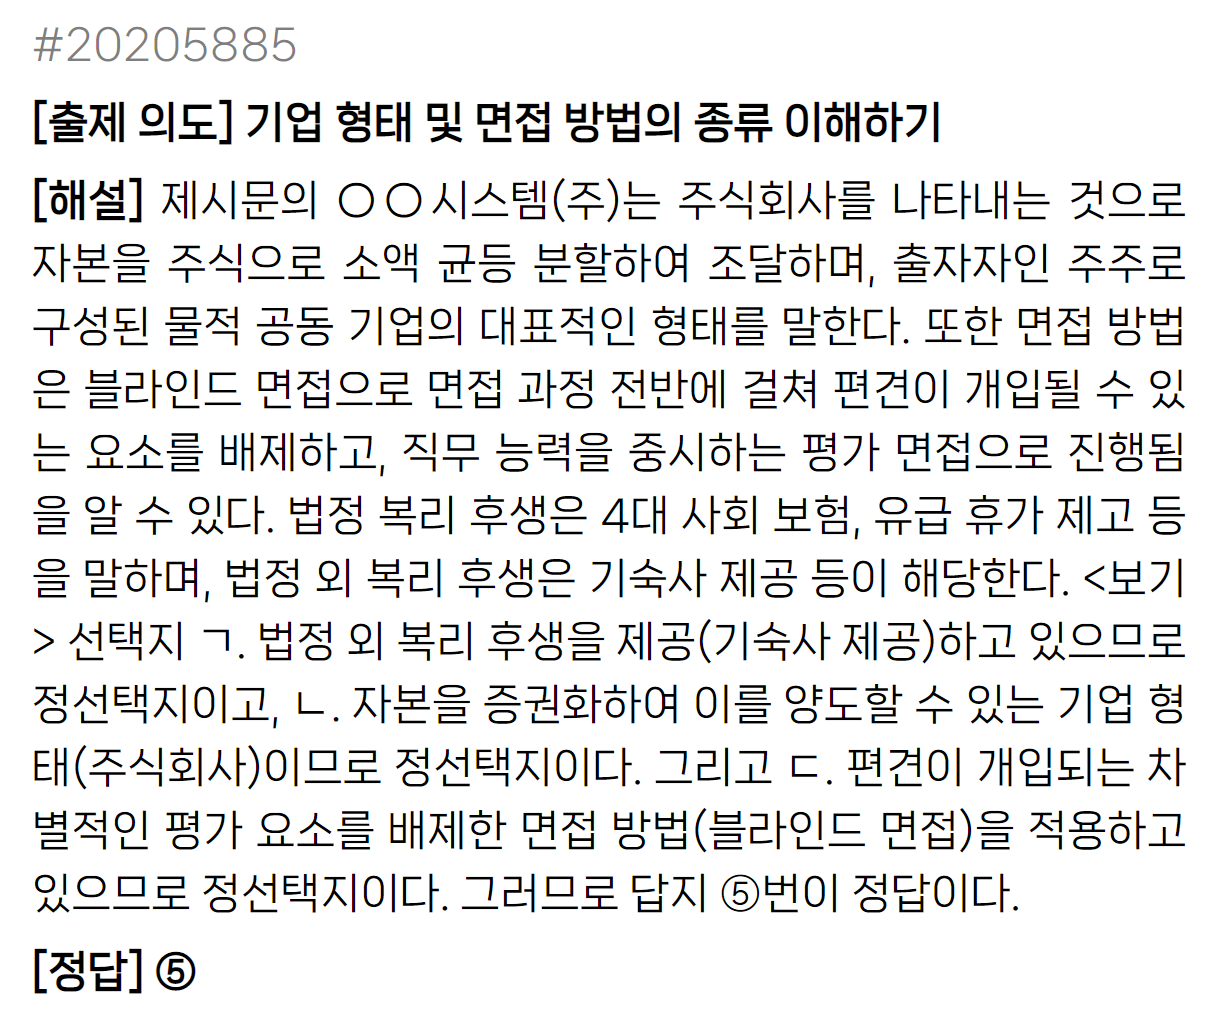 #20205885
[출제 의도] 기업 형태 및 면접 방법의 종류 이해하기
[해설] 제시문의 ○○시스템(주)는 주식회사를 나타내는 것으로
자본을 주식으로 소액 균등 분할하여 조달하며, 출자자인 주주로
구성된 물적 공동 기업의 대표적인 형태를 말한다. 또한 면접 방법
은 블라인드 면접으로 면접 과정 전반에 걸쳐 편견이 개입될 수 있
는 요소를 배제하고, 직무 능력을 중시하는 평가 면접으로 진행됨
을 알 수 있다. 법정 복리 후생은 4대 사회 보험, 유급 휴가 제고 등
을 말하며, 법정 외 복리 후생은 기숙사 제공 등이 해당한다. <보기
> 선택지 ㄱ. 법정 외 복리 후생을 제공(기숙사 제공)하고 있으므로
정선택지이고, ㄴ. 자본을 증권화하여 이를 양도할 수 있는 기업 형
태(주식회사)이므로 정선택지이다. 그리고 ㄷ. 편견이 개입되는 차
별적인 평가 요소를 배제한 면접 방법(블라인드 면접)을 적용하고
있으므로 정선택지이다. 그러므로 답지 ⑤번이 정답이다.
[정답] ⑤